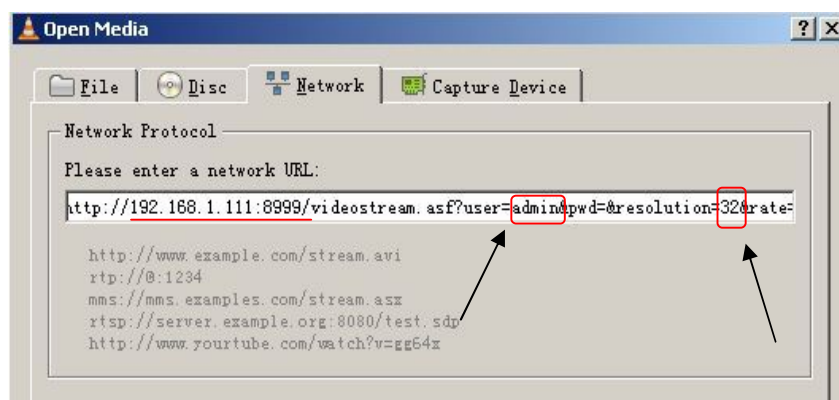 Open Media
File Disc Network Capture Device
Network Protocol
Please enter a network URL:
http://192.168.1.111:8999/videostream.asf?user=admin&pwd=&resolution=32&rate=
http://www.example.com/stream.avi
rtp://@:1234
mms://mms.examples.com/stream.asx
rtsp://server.example.org:8080/test.sdp
http://www.yourtube.com/watch?v=gg64x